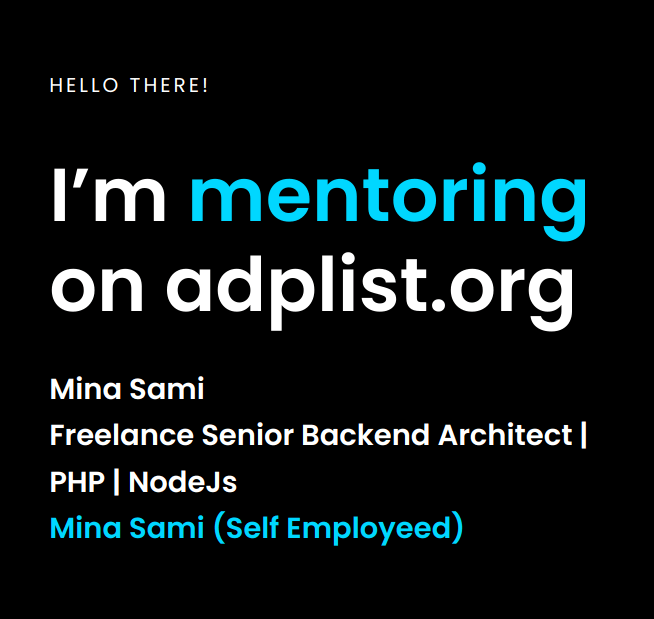 HELLO THERE!
I’m mentoring
on adplist.org
Mina Sami
Freelance Senior Backend Architect |
PHP | NodeJs
Mina Sami (Self Employeed)